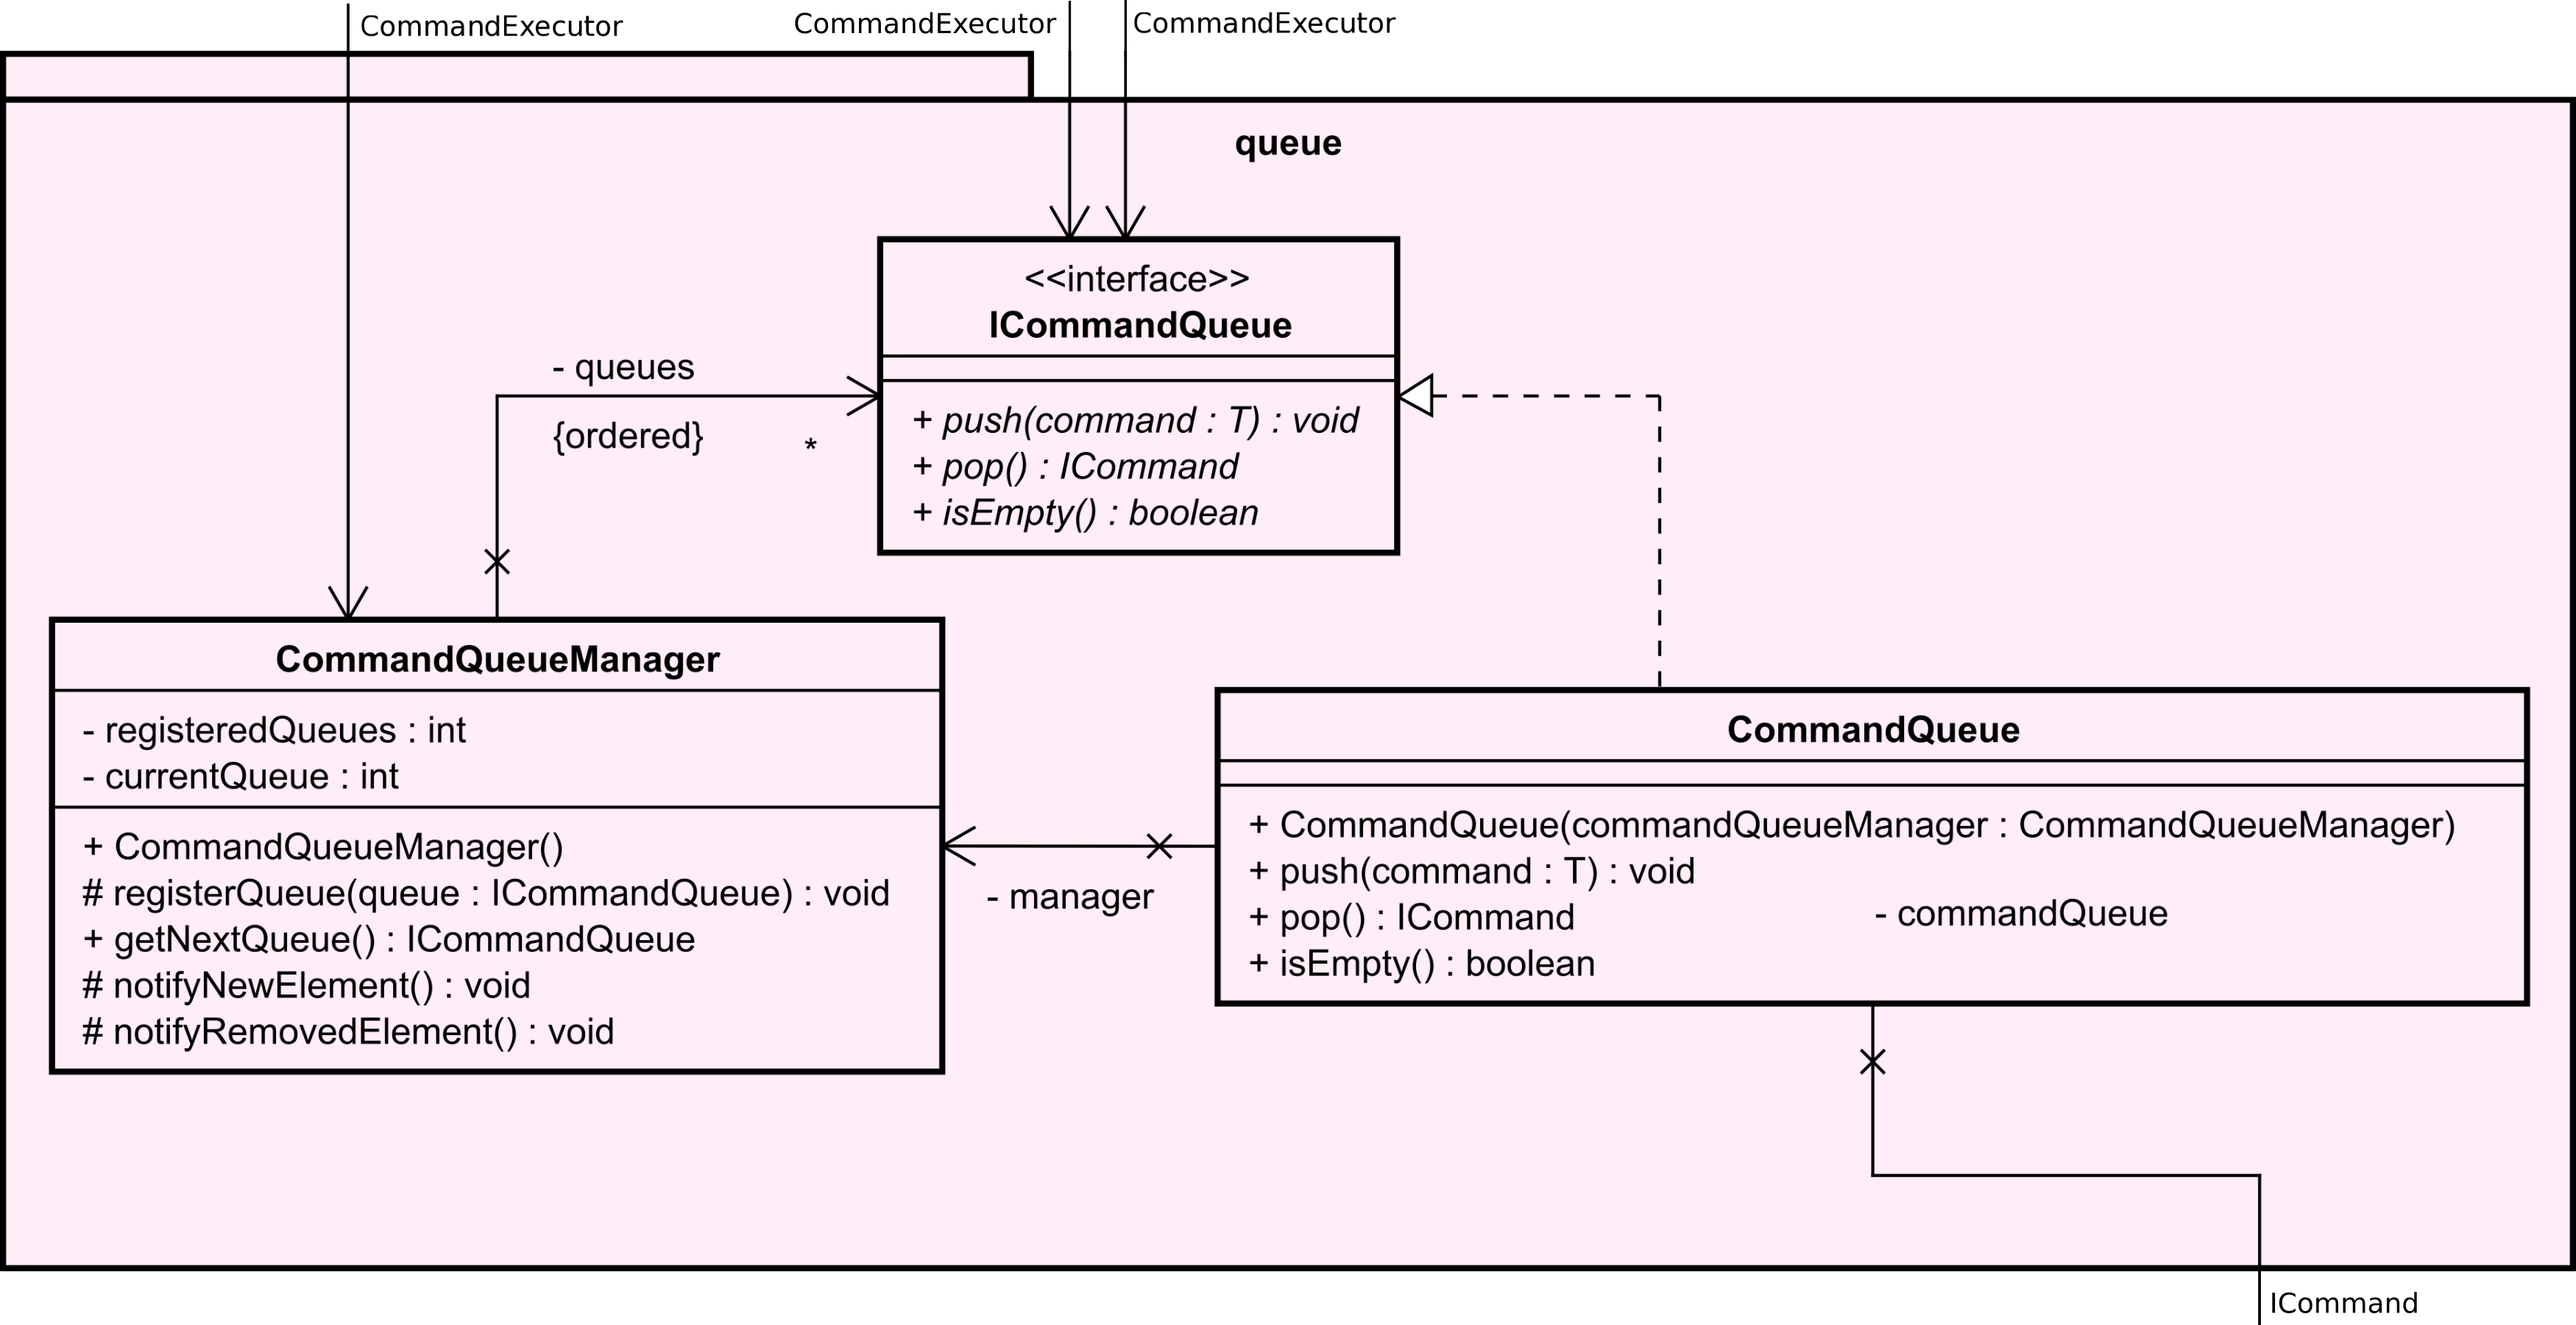 CommandExecutor
CommandExecutor
CommandExecutor
queue
<<interface>>
ICommandQueue
+ push(command : T) : void
+ pop() : ICommand
+ isEmpty() : boolean
- queues
{ordered}
*
CommandQueueManager
- registeredQueues : int
- currentQueue : int
+ CommandQueueManager()
# registerQueue(queue : ICommandQueue) : void
+ getNextQueue() : ICommandQueue
# notifyNewElement() : void
# notifyRemovedElement() : void
- manager
CommandQueue
+ CommandQueue(commandQueueManager : CommandQueueManager)
+ push(command : T) : void
+ pop() : ICommand
- commandQueue
+ isEmpty() : boolean
ICommand